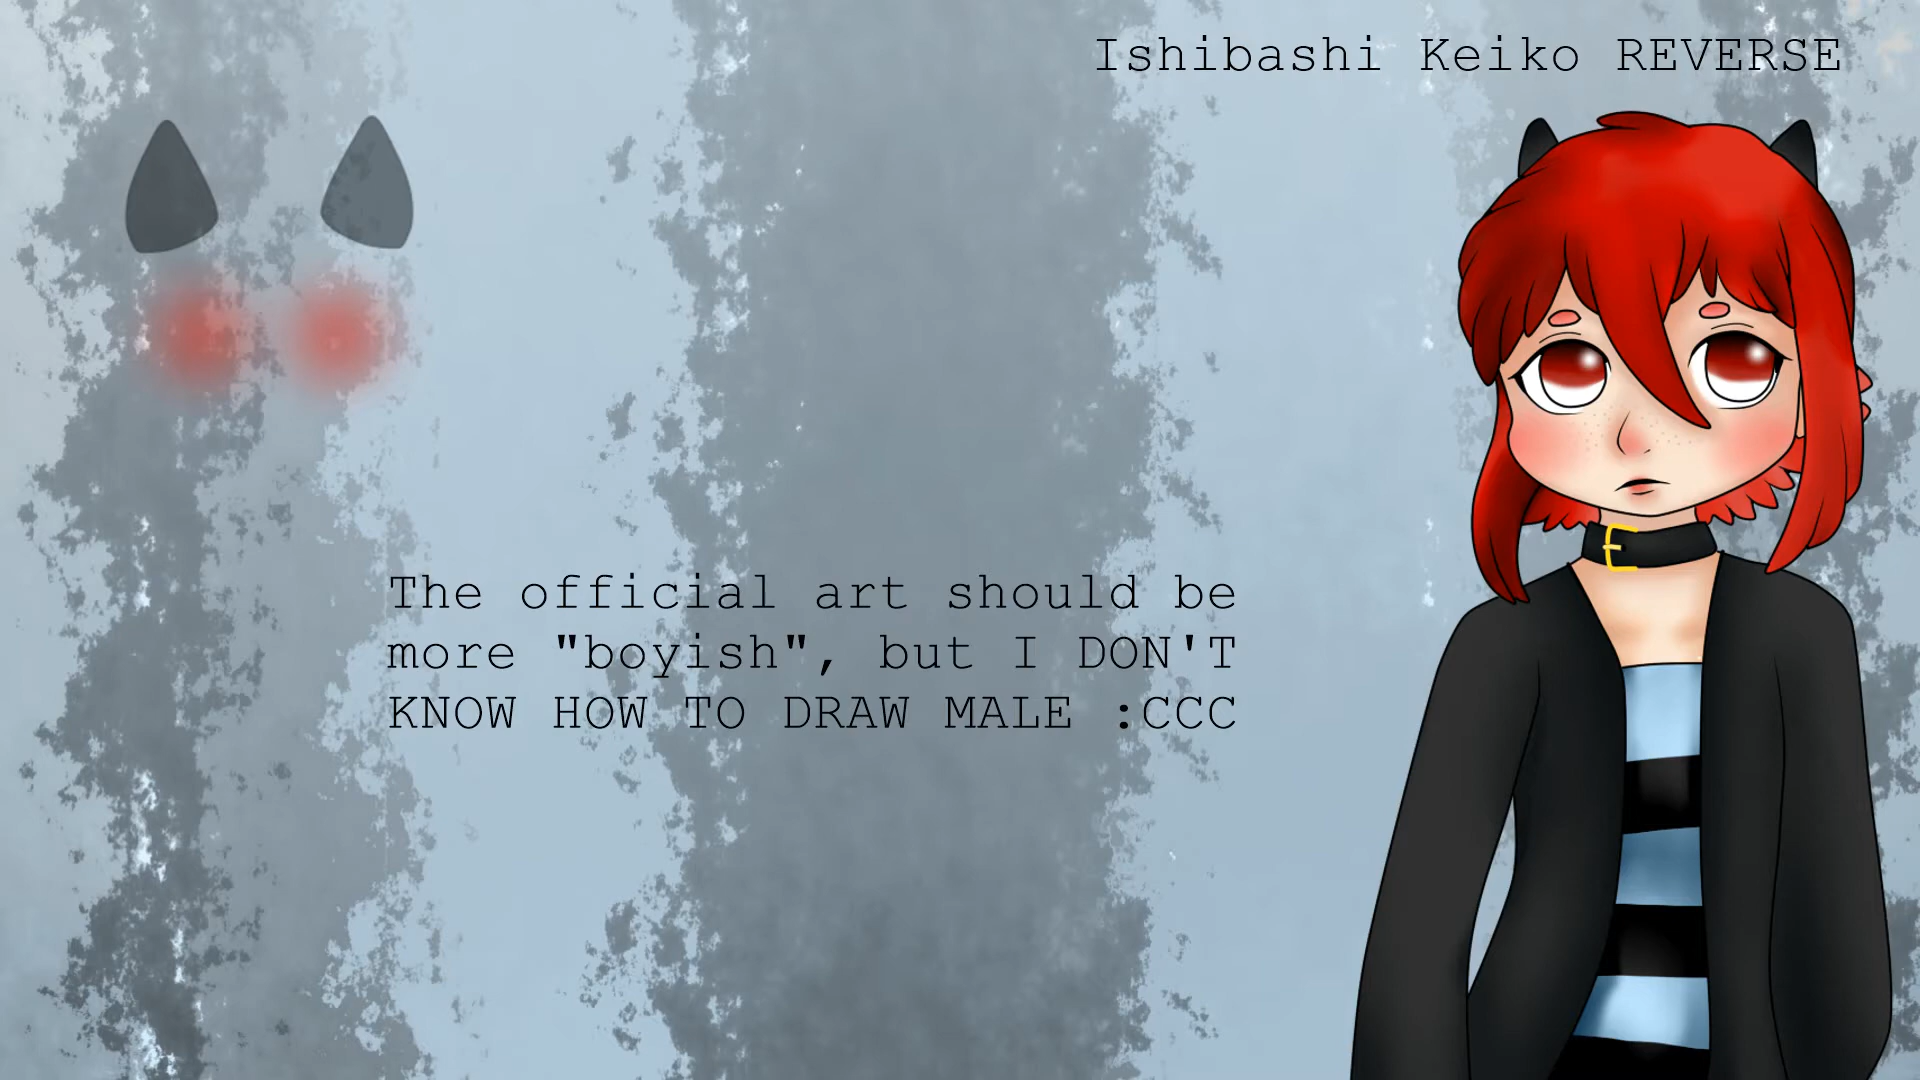 Ishibashi Keiko REVERSE
The official art should be
more "boyish", but I DON'T
KNOW HOW TO DRAW MALE :CCC